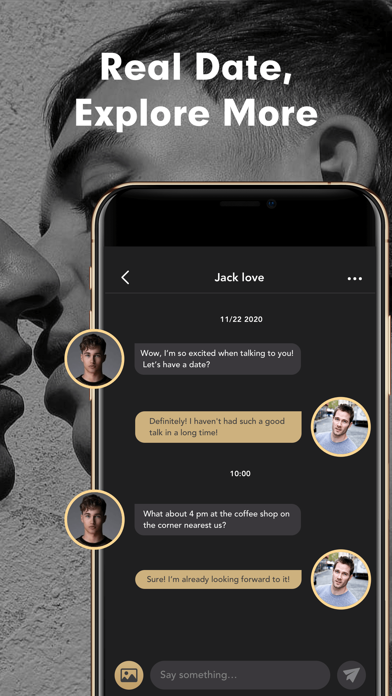 Real Date,
Explore More
Jack love
11/22 2020
Wow, I'm so excited when talking to you!
Let's have a date?
Definitely! I haven't had such a good
talk in a long time!
10:00
What about 4 pm at the coffee shop on
the corner nearest us?
Sure! I'm already looking forward to it!
Say something...